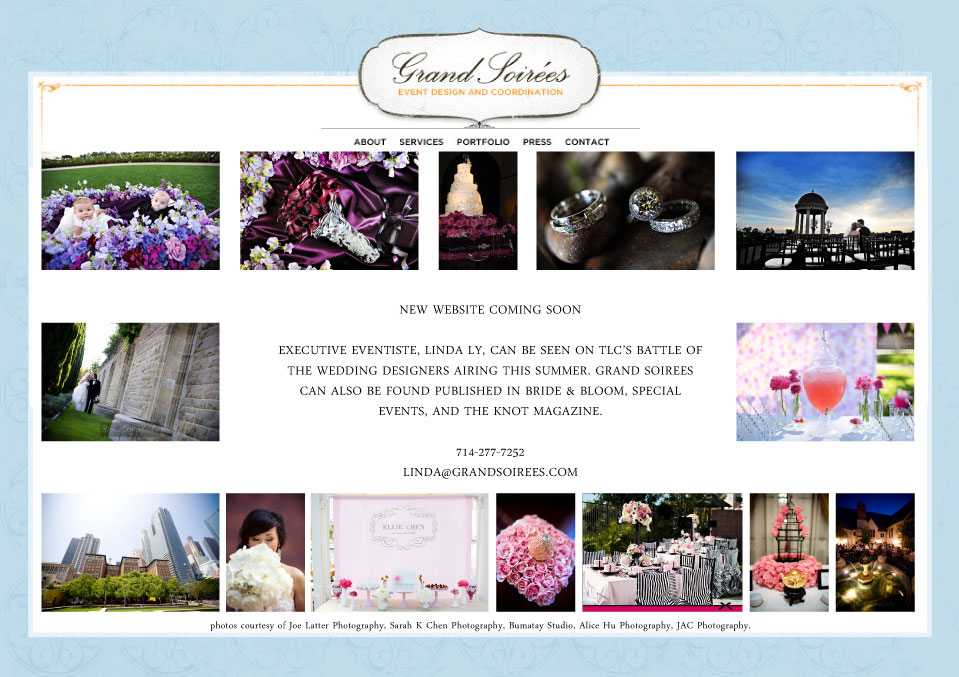 Grand Soirées
EVENT DESIGN AND COORDINATION
ABOUT SERVICES PORTFOLIO PRESS CONTACT
NEW WEBSITE COMING SOON
EXECUTIVE EVENTISTE, LINDA LY, CAN BE SEEN ON TLC'S BATTLE OF
THE WEDDING DESIGNERS AIRING THIS SUMMER. GRAND SOIREES
CAN ALSO BE FOUND PUBLISHED IN BRIDE & BLOOM, SPECIAL
EVENTS, AND THE KNOT MAGAZINE.
714-277-7252
LINDA@GRANDSOIREES.COM
ELLIE CHEN
photos courtesy of Joe Latter Photography, Sarah K Chen Photography, Bumatay Studio, Alice Hu Photography, JAC Photography.